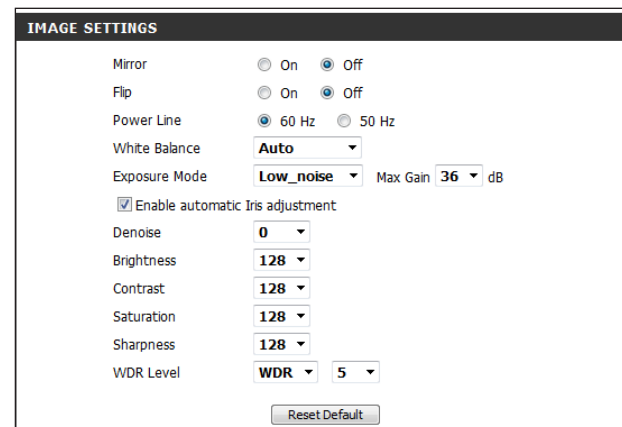 IMAGE SETTINGS
Mirror On Off
Flip On Off
Power Line 60 Hz 50 Hz
White Balance Auto
Exposure Mode Low_noise Max Gain 36 dB
Enable automatic Iris adjustment
Denoise 0
Brightness 128
Contrast 128
Saturation 128
Sharpness 128
WDR Level WDR 5
Reset Default